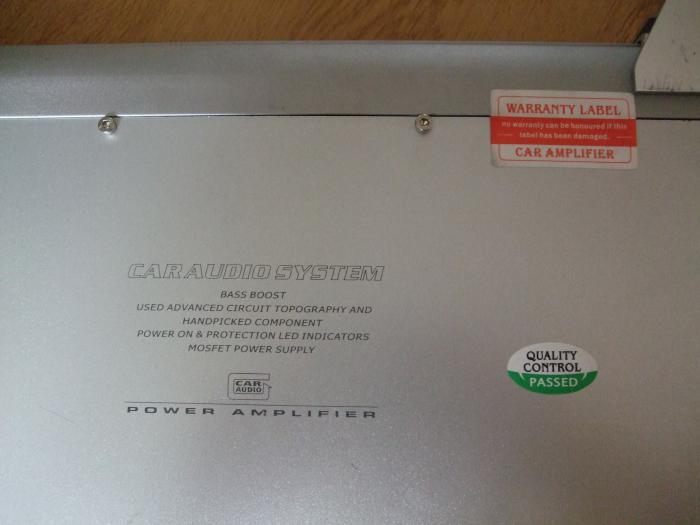 WARRANTY LABEL
no warranty can be honoured if this
label has been damaged.
CAR AMPLIFIER
CAR AUDIO SYSTEM
BASS BOOST
USED ADVANCED CIRCUIT TOPOGRAPHY AND
HANDPICKED COMPONENT
POWER ON & PROTECTION LED INDICATORS
MOSFET POWER SUPPLY
CAR
AUDIO
POWER AMPLIFIER
QUALITY
CONTROL
PASSED